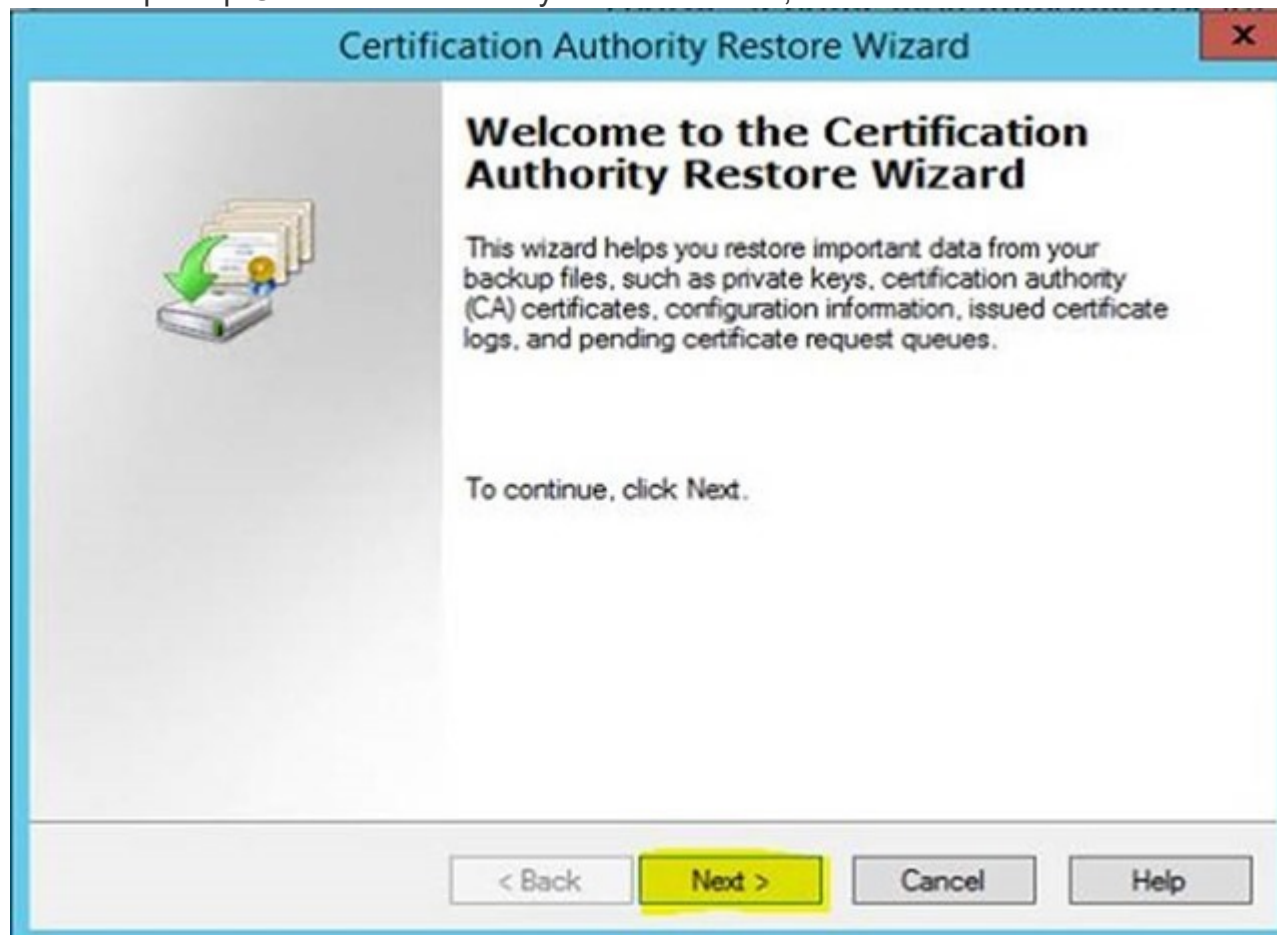 Certification Authority Restore Wizard
x
Welcome to the Certification
Authority Restore Wizard
This wizard helps you restore important data from your
backup files, such as private keys, certification authority
(CA) certificates, configuration information, issued certificate
logs, and pending certificate request queues.
To continue, click Next.
< Back Next > Cancel Help